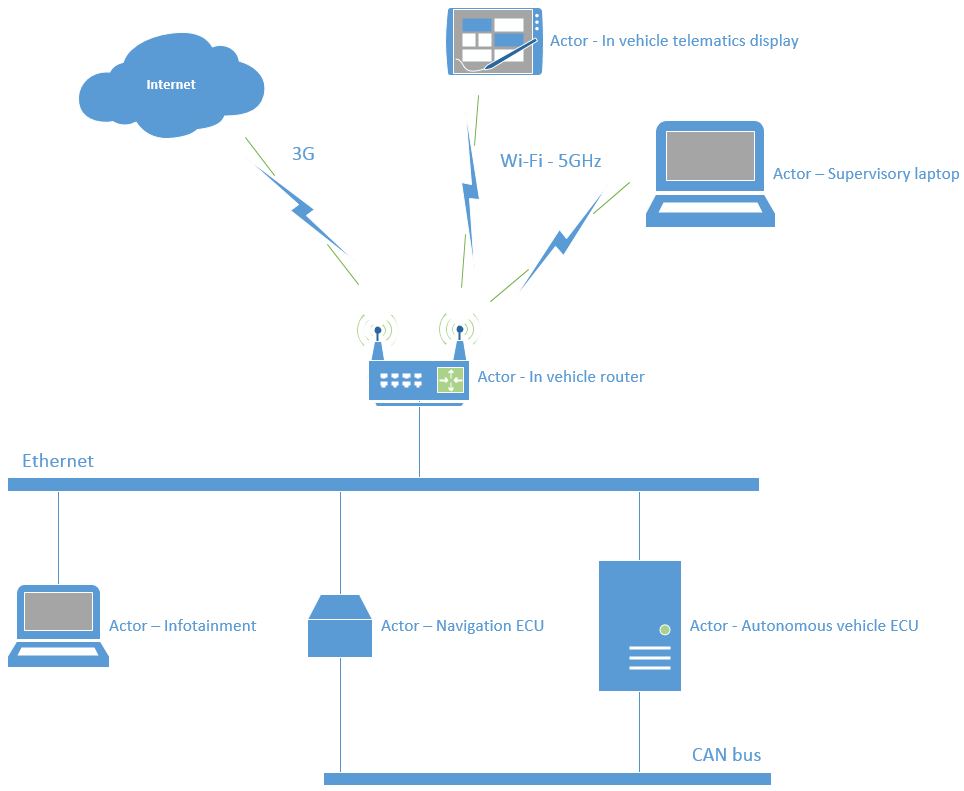 Actor - In vehicle telematics display
Internet
3G
Wi-Fi - 5GHz
Actor – Supervisory laptop
Actor - In vehicle router
Ethernet
Actor – Infotainment
Actor – Navigation ECU
Actor - Autonomous vehicle ECU
CAN bus